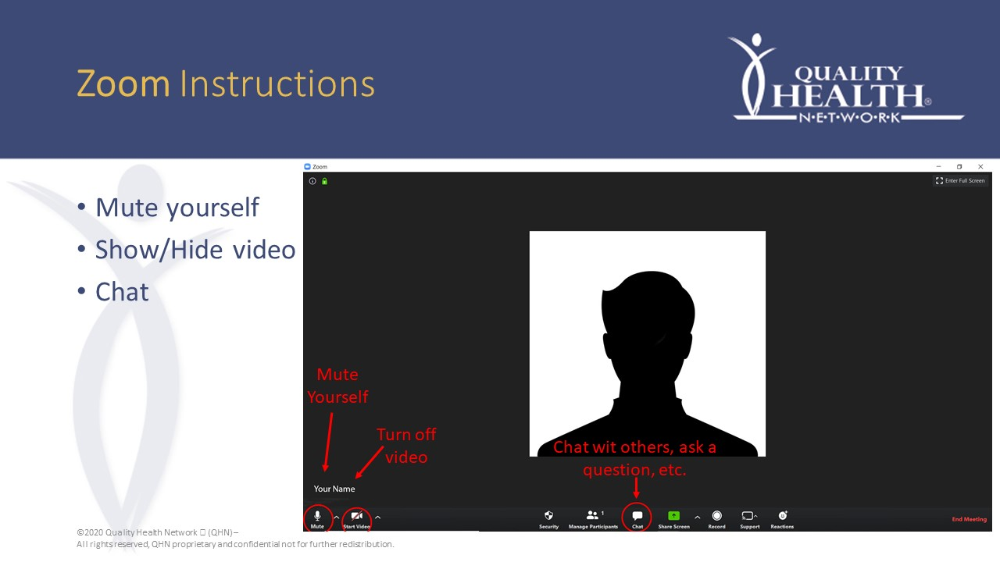 Zoom Instructions
QUALITY
HEALTH®
N•E•T•W•O•R•K
• Mute yourself
• Show/Hide video
• Chat
Zoom
Enter Full Screen
Mute
Yourself
Turn off
video
Chat wit others, ask a
question, etc.
Your Name
Mute
Start Video
Security
Manage Participants
1
Chat
Share Screen
Record
Support
Reactions
End Meeting
©2020 Quality Health Network  (QHN) –
All rights reserved, QHN proprietary and confidential not for further redistribution.